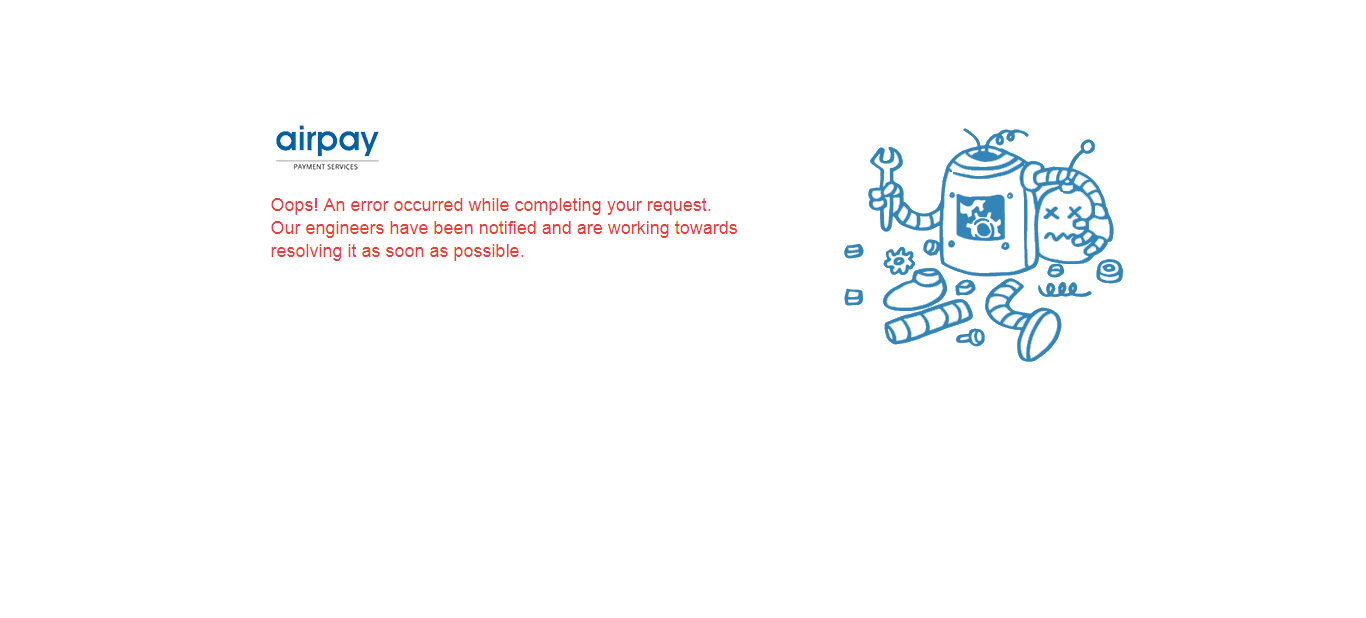 airpay
PAYMENT SERVICES
Oops! An error occurred while completing your request.
Our engineers have been notified and are working towards
resolving it as soon as possible.